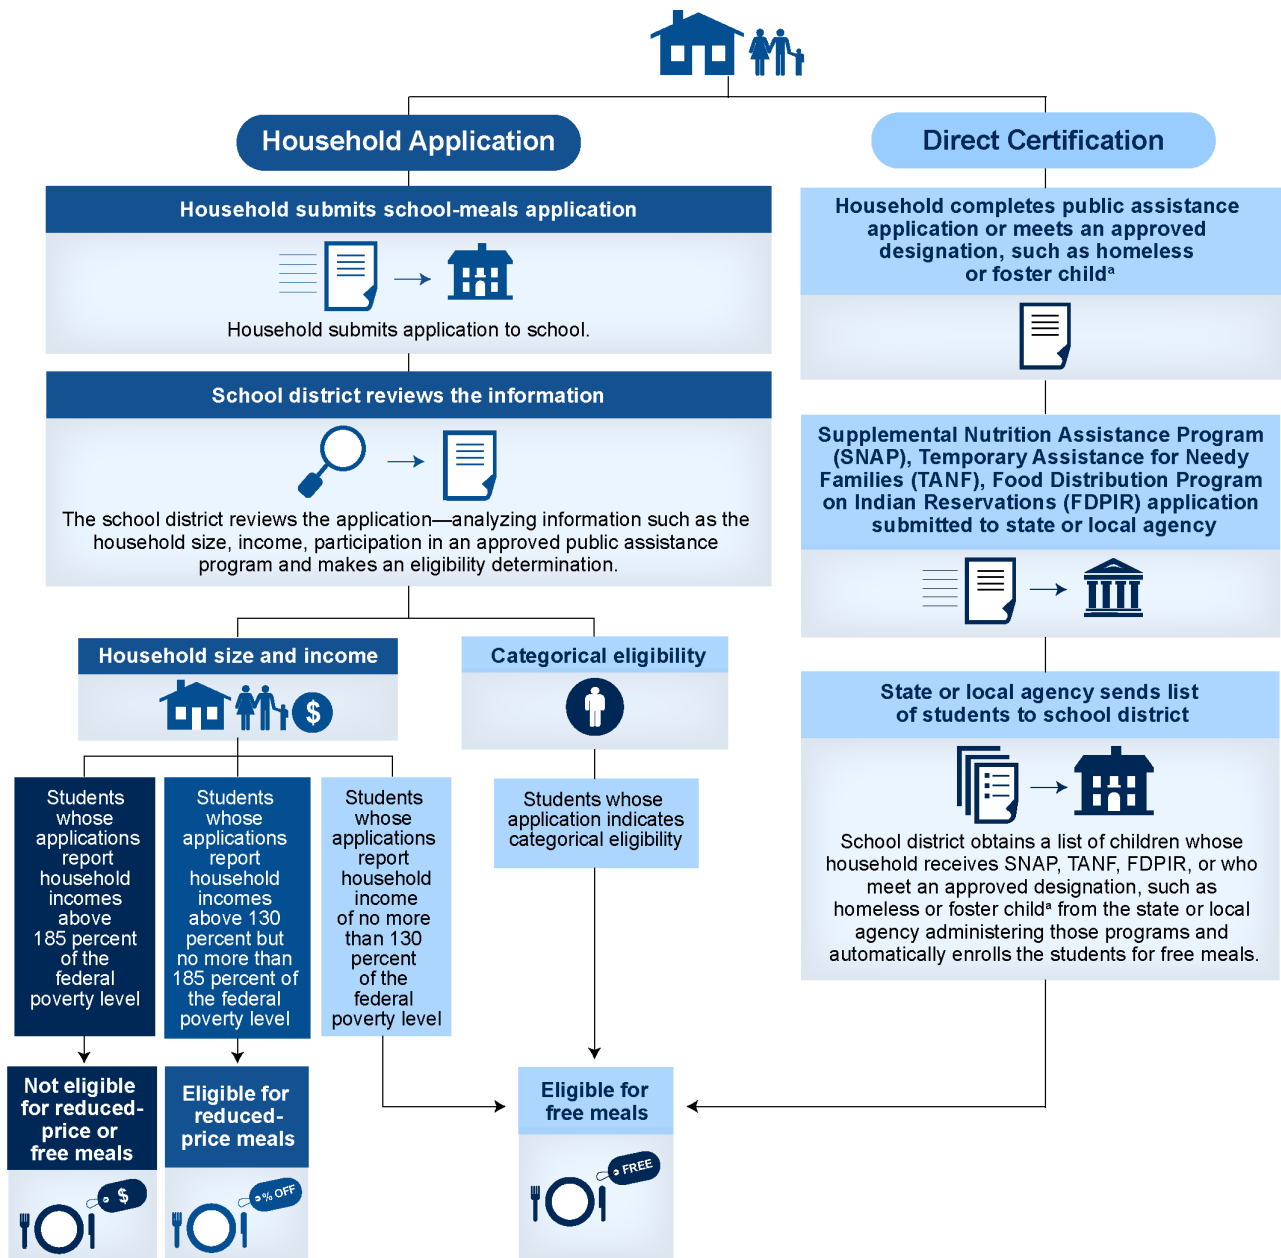 Household Application
Household submits school-meals application
Household submits application to school.
School district reviews the information
The school district reviews the application—analyzing information such as the
household size, income, participation in an approved public assistance
program and makes an eligibility determination.
Household size and income
$
Students
whose
applications
report
household
incomes
above
185 percent
of the
federal
poverty level
Not eligible
for reduced-
price or
free meals
$
Students
whose
applications
report
household
incomes
above 130
percent but
no more than
185 percent of
the federal
poverty level
Eligible for
reduced-
price meals
% OFF
Students
whose
applications
report
household
income
of no more
than 130
percent
of the
federal
poverty level
Categorical eligibility
Students whose
application indicates
categorical eligibility
Eligible for
free meals
FREE
Direct Certification
Household completes public assistance
application or meets an approved
designation, such as homeless
or foster childᵃ
Supplemental Nutrition Assistance Program
(SNAP), Temporary Assistance for Needy
Families (TANF), Food Distribution Program
on Indian Reservations (FDPIR) application
submitted to state or local agency
State or local agency sends list
of students to school district
School district obtains a list of children whose
household receives SNAP, TANF, FDPIR, or who
meet an approved designation, such as
homeless or foster childᵃ from the state or local
agency administering those programs and
automatically enrolls the students for free meals.